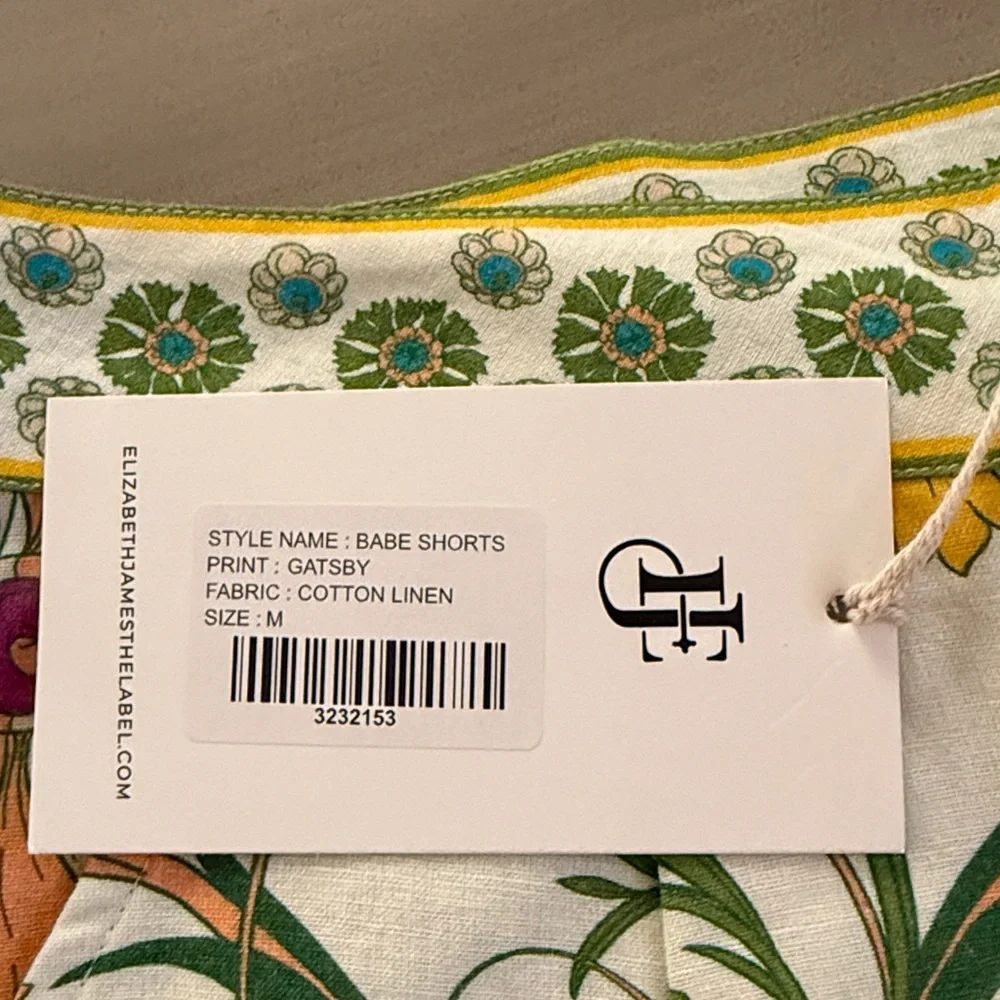 ELIZABETHJAMESTHELABEL.COM
STYLE NAME : BABE SHORTS
PRINT : GATSBY
FABRIC : COTTON LINEN
SIZE : M
3232153